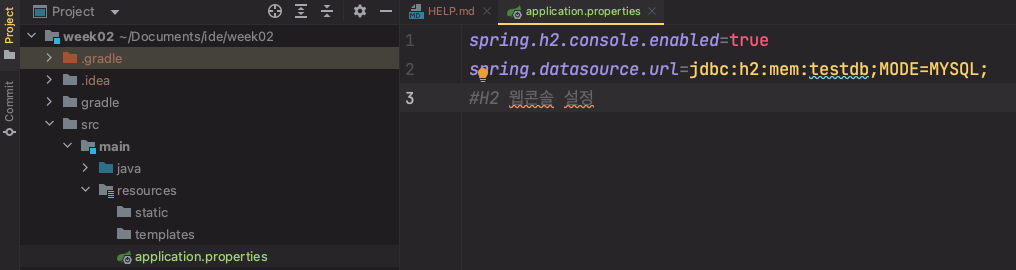 Project
Commit
Project
week02 ~/Documents/ide/week02
.gradle
.idea
gradle
src
main
java
resources
static
templates
application.properties
HELP.md
application.properties
1 spring.h2.console.enabled=true
2 spring.datasource.url=jdbc:h2:mem:testdb;MODE=MYSQL;
3 #H2 웹콘솔 설정